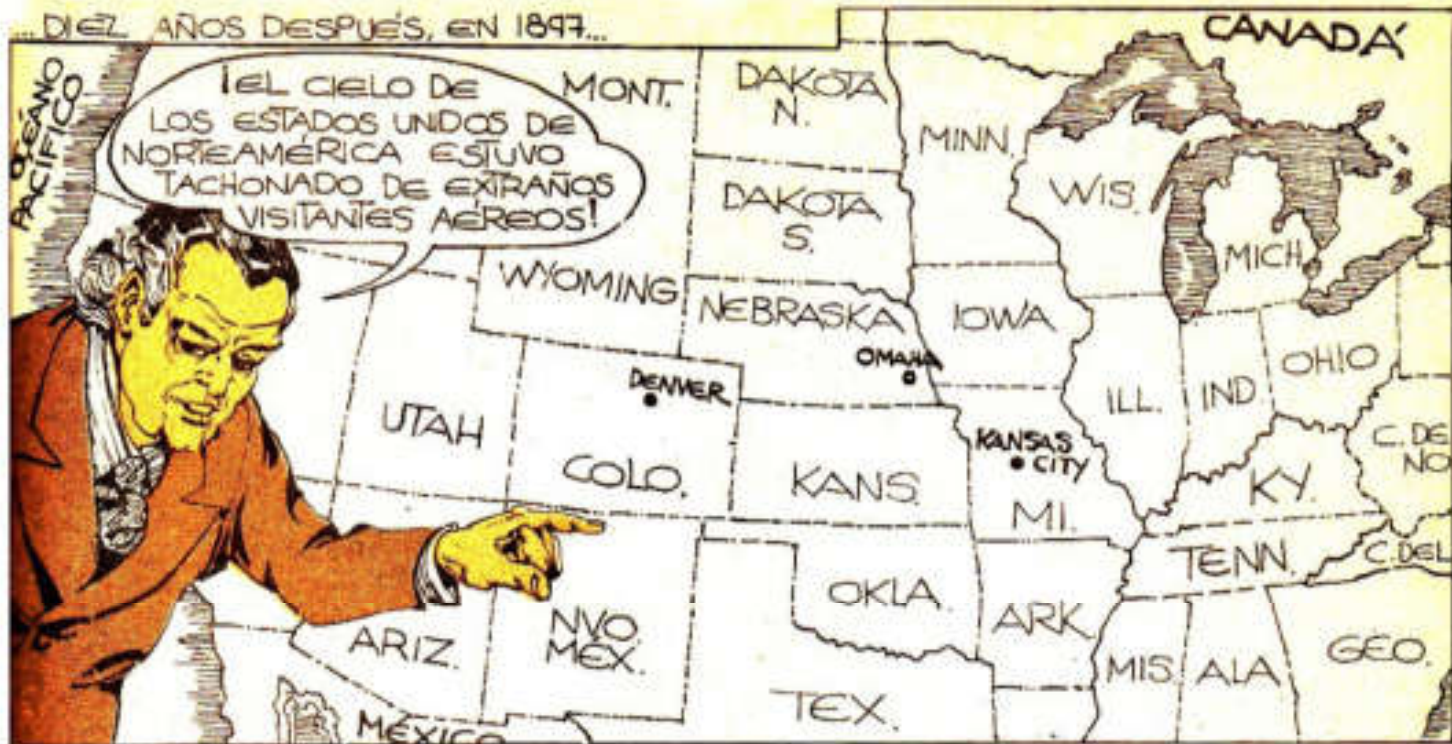 ...DIEZ AÑOS DESPUÉS, EN 1897...
¡EL CIELO DE
LOS ESTADOS UNIDOS DE
NORTEAMÉRICA ESTUVO
TACHONADO DE EXTRAÑOS
VISITANTES AÉREOS!
OCÉANO
PACÍFICO
CANADÁ
MONT.
DAKOTA
N.
MINN.
WIS.
MICH.
DAKOTA
S.
WYOMING
NEBRASKA
OMAHA
IOWA
OHIO
ILL.
IND
DENVER
UTAH
COLO.
KANS.
KANSAS
CITY
MI.
KY.
C. DE
NO
TENN.
C. DEL
OKLA.
ARK.
ARIZ.
NVO
MEX.
TEX.
MIS
ALA
GEO.
MÉXICO